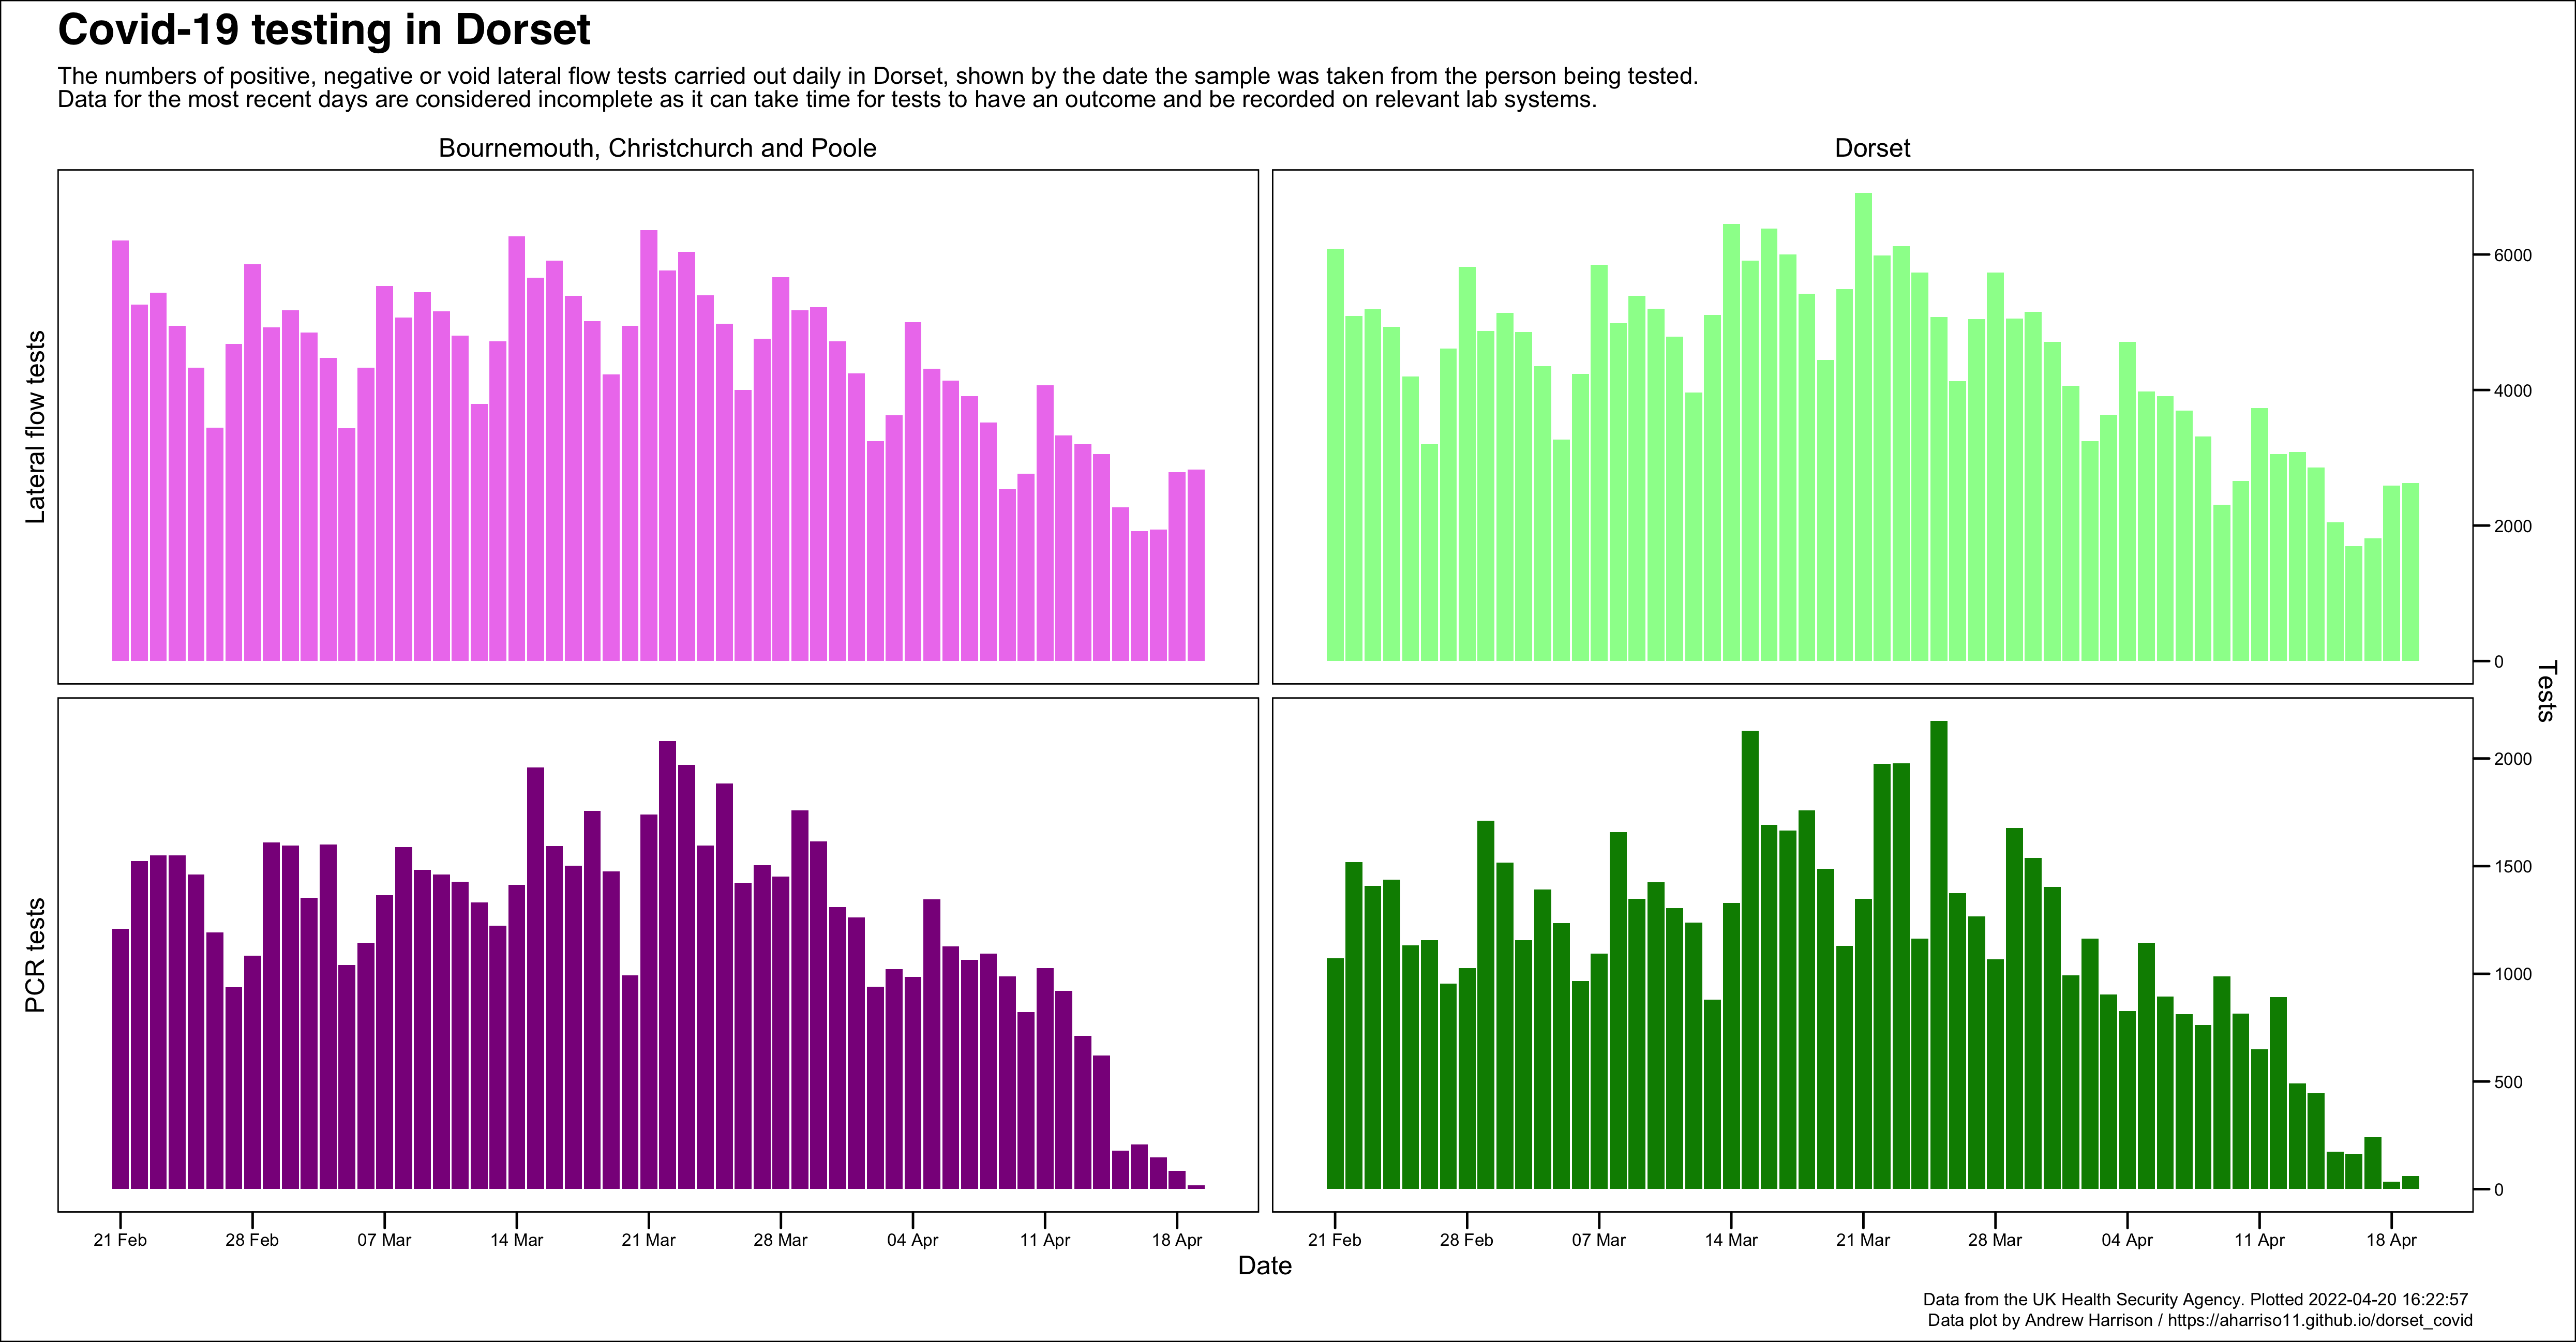 Covid-19 testing in Dorset
The numbers of positive, negative or void lateral flow tests carried out daily in Dorset, shown by the date the sample was taken from the person being tested.
Data for the most recent days are considered incomplete as it can take time for tests to have an outcome and be recorded on relevant lab systems.
Bournemouth, Christchurch and Poole
Dorset
Lateral flow tests
6000
4000
2000
0
Tests
PCR tests
2000
1500
1000
500
0
21 Feb 28 Feb 07 Mar 14 Mar 21 Mar 28 Mar 04 Apr 11 Apr 18 Apr
21 Feb 28 Feb 07 Mar 14 Mar 21 Mar 28 Mar 04 Apr 11 Apr 18 Apr
Date
Data from the UK Health Security Agency. Plotted 2022-04-20 16:22:57
Data plot by Andrew Harrison / https://aharriso11.github.io/dorset_covid